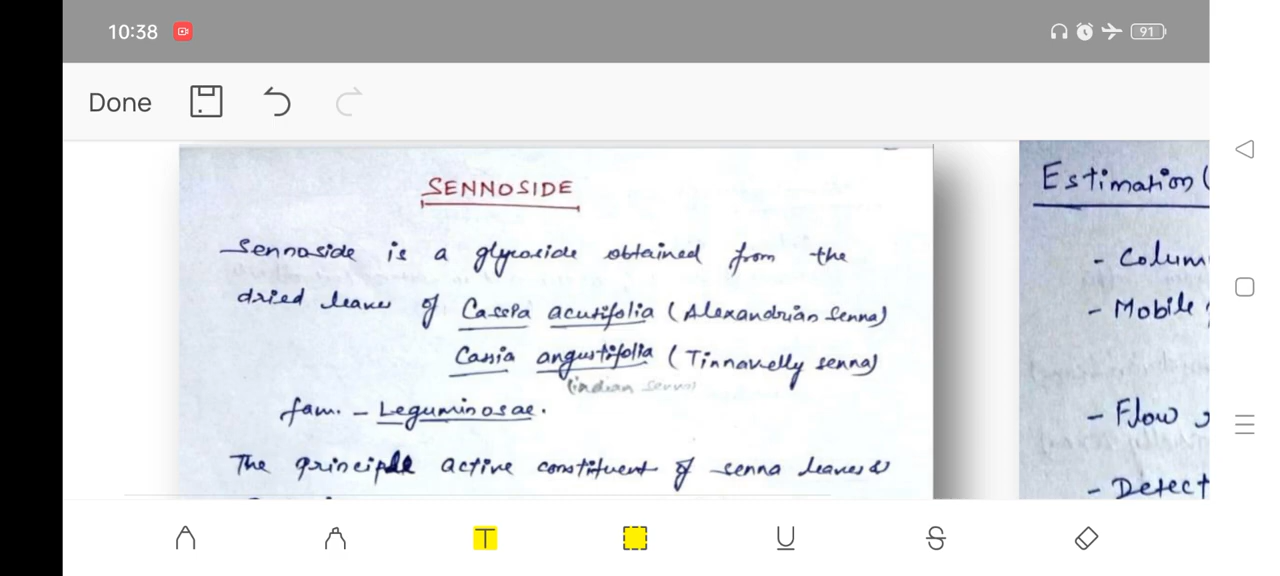 10:38
91
Done
SENNOSIDE
Sennoside is a glycoside obtained from the
dried leaves of Cassia acutifolia (Alexandrian Senna)
Cassia angustifolia (Tinnavelly senna)
(indian senna)
fam. - Leguminosae.
The principle active constituent of senna leaves
Estimation (
- Colum
- Mobile
- Flow
- Detect
T
U
S